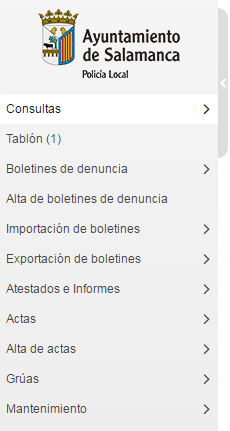 Ayuntamiento
de Salamanca
Policía Local
Consultas
Tablón (1)
Boletines de denuncia
Alta de boletines de denuncia
Importación de boletines
Exportación de boletines
Atestados e Informes
Actas
Alta de actas
Grúas
Mantenimiento